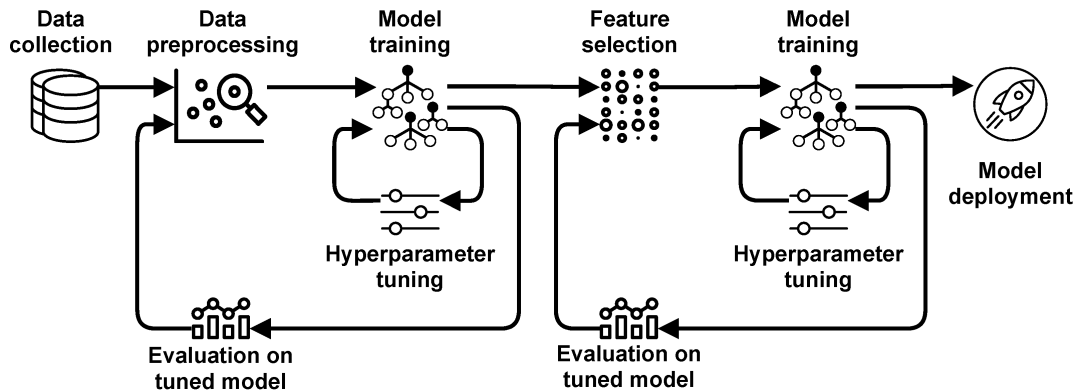 Data
collection
Data
preprocessing
Model
training
Feature
selection
Model
training
Model
deployment
Hyperparameter
tuning
Hyperparameter
tuning
Evaluation on
tuned model
Evaluation on
tuned model